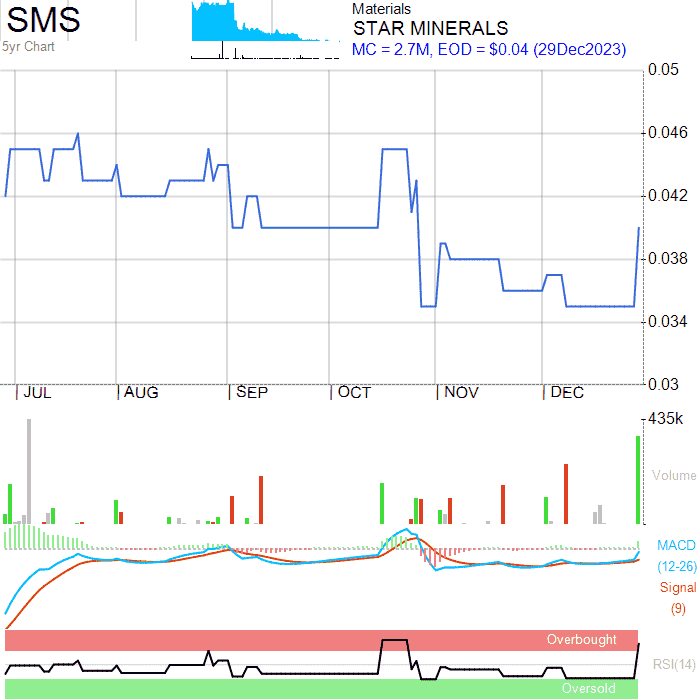 SMS
5yr Chart
Materials
STAR MINERALS
MC = 2.7M, EOD = $0.04 (29Dec2023)
0.05
0.046
0.042
0.038
0.034
0.03
JUL AUG SEP OCT NOV DEC
435k
Volume
MACD
(12-26)
Signal
(9)
Overbought
RSI(14)
Oversold